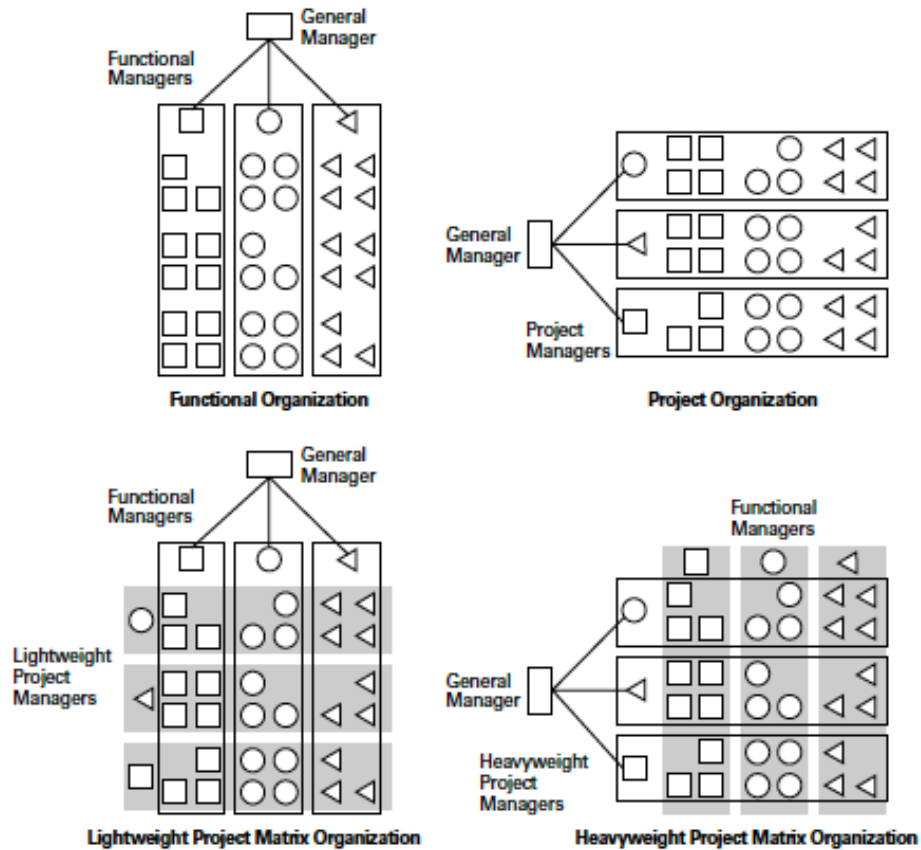 General
Manager
Functional
Managers
Functional Organization
General
Manager
Project
Managers
Project Organization
General
Manager
Functional
Managers
Lightweight
Project
Managers
Lightweight Project Matrix Organization
Functional
Managers
General
Manager
Heavyweight
Project
Managers
Heavyweight Project Matrix Organization